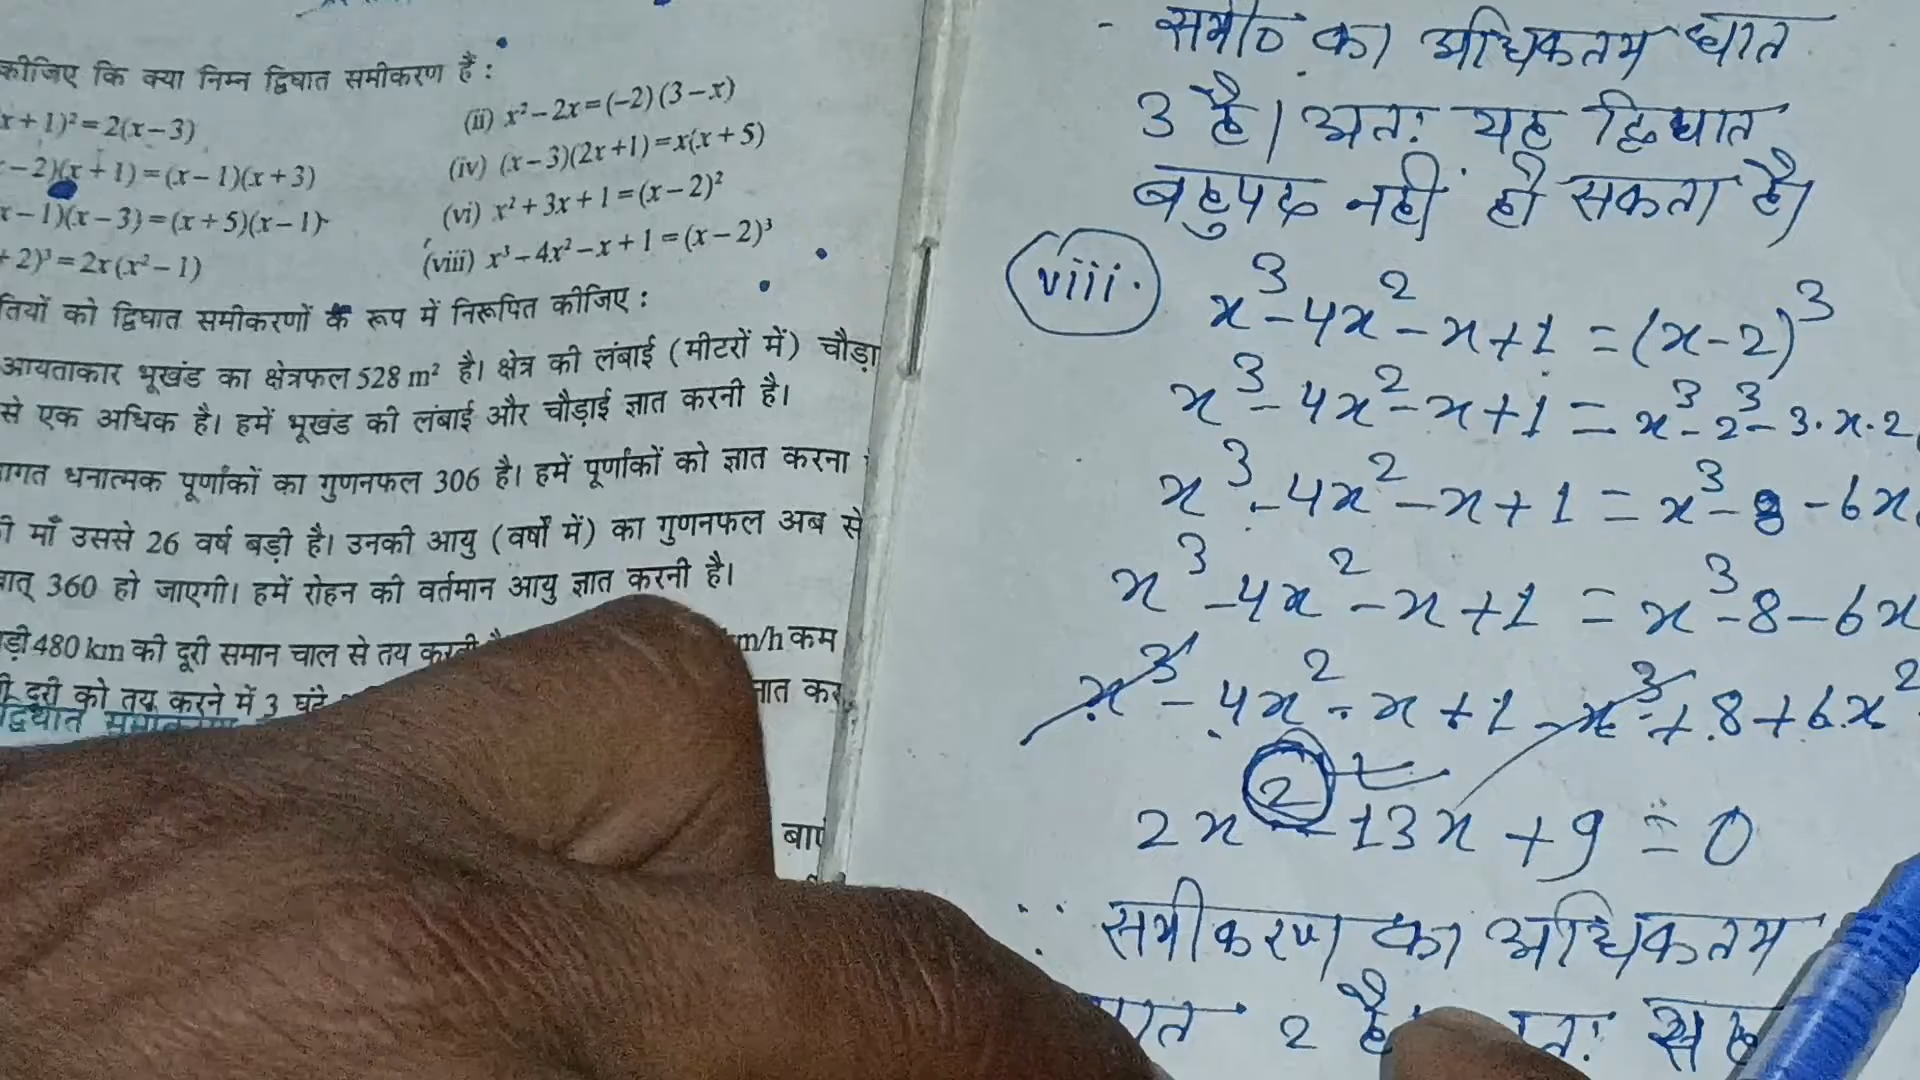 कीजिए कि क्या निम्न द्विघात समीकरण हैं :
x + 1)² = 2(x – 3)
(ii) x² – 2x = (–2) (3 – x)
– 2)(x + 1) = (x – 1)(x + 3)
(iv) (x – 3)(2x + 1) = x(x + 5)
x – 1)(x – 3) = (x + 5)(x – 1)
(vi) x² + 3x + 1 = (x – 2)²
+ 2)³ = 2x(x² – 1)
(viii) x³ – 4x² – x + 1 = (x – 2)³
तियों को द्विघात समीकरणों के रूप में निरूपित कीजिए :
आयताकार भूखंड का क्षेत्रफल 528 m² है। क्षेत्र की लंबाई (मीटरों में) चौड़ा
से एक अधिक है। हमें भूखंड की लंबाई और चौड़ाई ज्ञात करनी है।
ागत धनात्मक पूर्णांकों का गुणनफल 306 है। हमें पूर्णांकों को ज्ञात करना
ी माँ उससे 26 वर्ष बड़ी है। उनकी आयु (वर्षों में) का गुणनफल अब से
ात् 360 हो जाएगी। हमें रोहन की वर्तमान आयु ज्ञात करनी है।
ड़ी 480 km की दूरी समान चाल से तय करती m/h कम
दूरी को तय करने में 3 घंटे ात कर
समी० का अधिकतम घात
3 है। अतः यह द्विघात
बहुपद नहीं हो सकता है।
viii. x³ – 4x² – x + 1 = (x – 2)³
x³ – 4x² – x + 1 = x³ – 2³ – 3 . x . 2
x³ – 4x² – x + 1 = x³ – 8 – 6x
x³ – 4x² – x + 1 = x³ – 8 – 6x
x³ – 4x² – x + 1 – x³ + 8 + 6x²
2x² – 13x + 9 = 0
∵ समीकरण का अधिकतम
ात 2 है